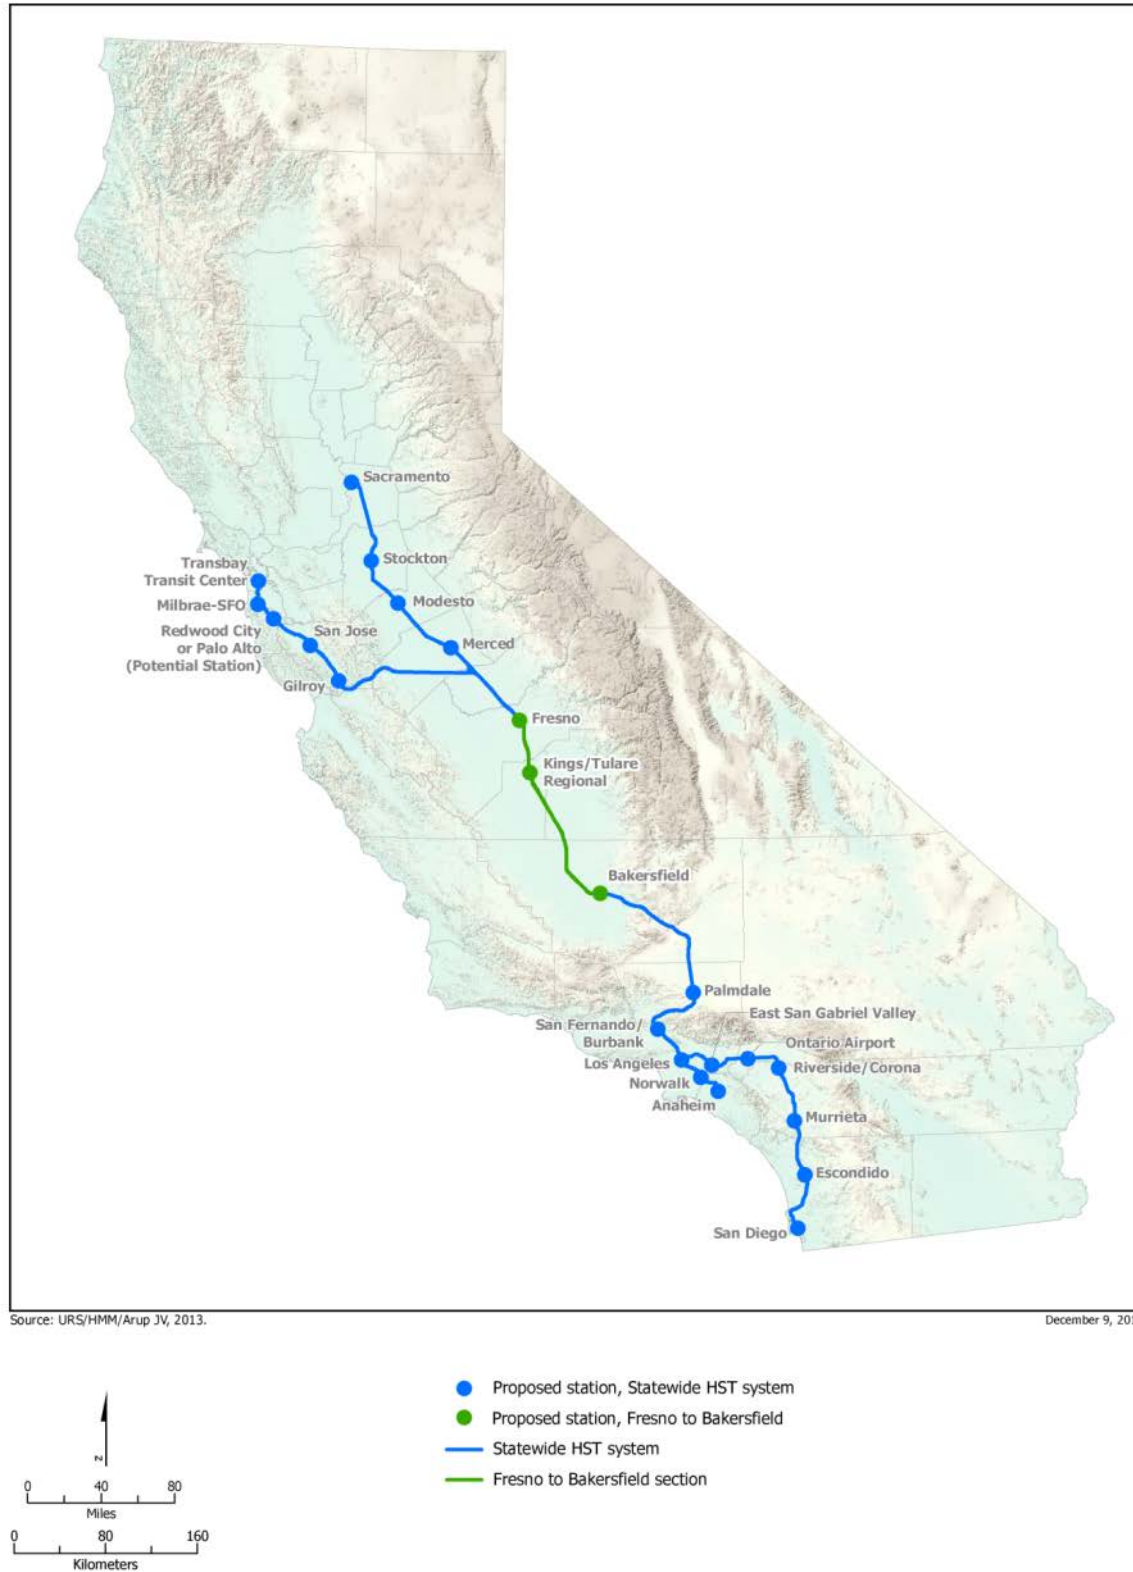 Sacramento
Stockton
Transbay
Transit Center
Milbrae-SFO
Modesto
Redwood City
or Palo Alto
(Potential Station)
San Jose
Merced
Gilroy
Fresno
Kings/Tulare
Regional
Bakersfield
Palmdale
East San Gabriel Valley
San Fernando/
Burbank
Ontario Airport
Los Angeles
Riverside/Corona
Norwalk
Anaheim
Murrieta
Escondido
San Diego
Source: URS/HMM/Arup JV, 2013.
December 9, 201
Proposed station, Statewide HST system
Proposed station, Fresno to Bakersfield
Statewide HST system
Fresno to Bakersfield section
N
0 40 80
Miles
0 80 160
Kilometers